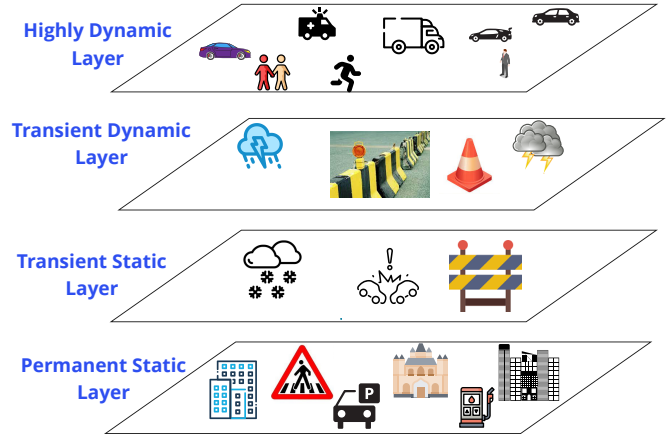 Highly Dynamic
Layer
Transient Dynamic
Layer
Transient Static
Layer
Permanent Static
Layer
P